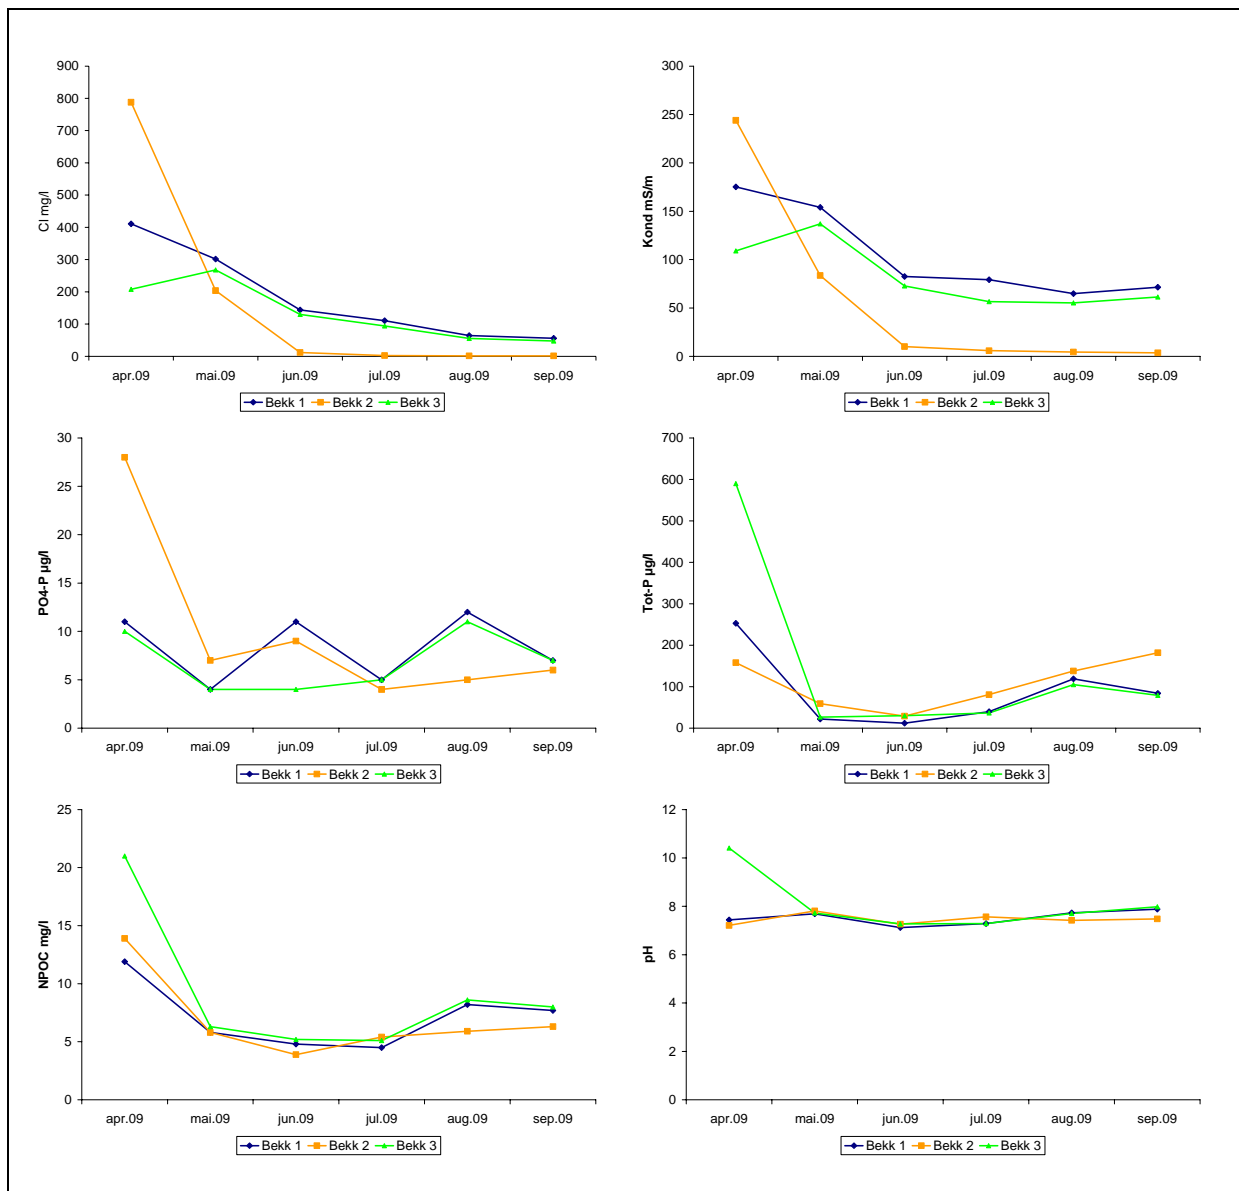 Cl mg/l
900
800
700
600
500
400
300
200
100
0
apr.09 mai.09 jun.09 jul.09 aug.09 sep.09
Bekk 1 Bekk 2 Bekk 3
Kond mS/m
300
250
200
150
100
50
0
apr.09 mai.09 jun.09 jul.09 aug.09 sep.09
Bekk 1 Bekk 2 Bekk 3
PO4-P µg/l
30
25
20
15
10
5
0
apr.09 mai.09 jun.09 jul.09 aug.09 sep.09
Bekk 1 Bekk 2 Bekk 3
Tot-P µg/l
700
600
500
400
300
200
100
0
apr.09 mai.09 jun.09 jul.09 aug.09 sep.09
Bekk 1 Bekk 2 Bekk 3
NPOC mg/l
25
20
15
10
5
0
apr.09 mai.09 jun.09 jul.09 aug.09 sep.09
Bekk 1 Bekk 2 Bekk 3
pH
12
10
8
6
4
2
0
apr.09 mai.09 jun.09 jul.09 aug.09 sep.09
Bekk 1 Bekk 2 Bekk 3